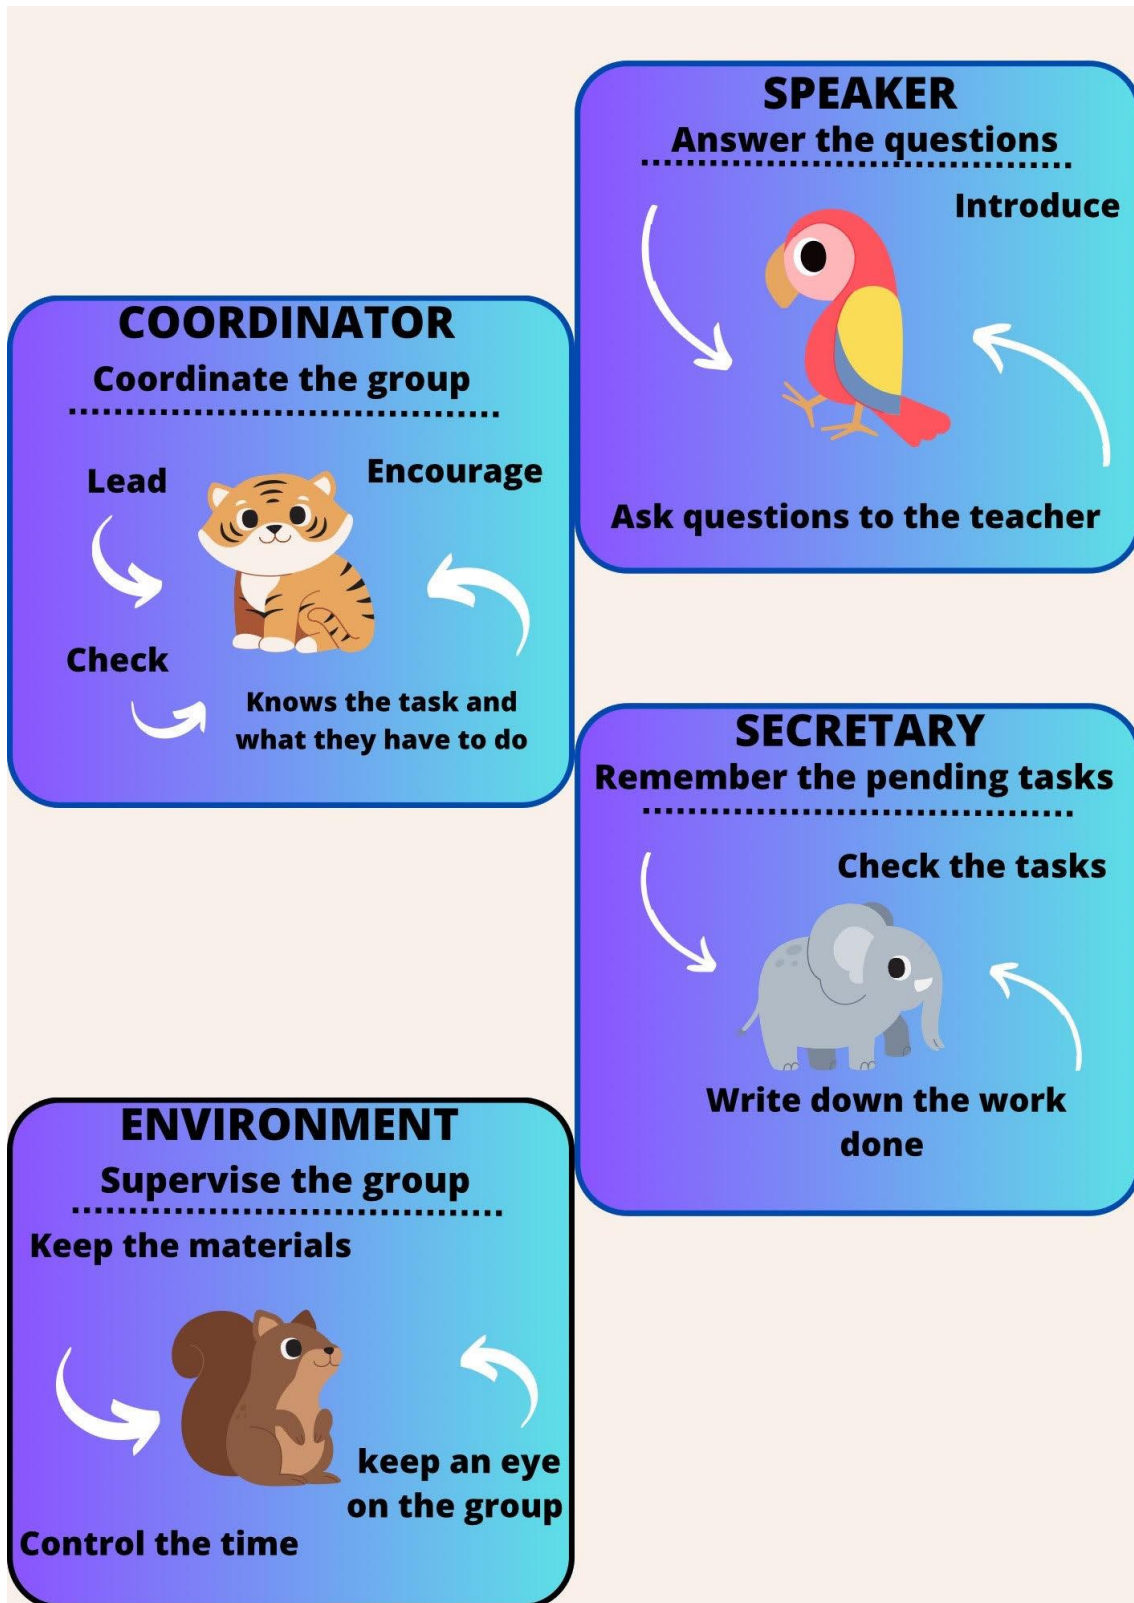 SPEAKER
Answer the questions
Introduce
Ask questions to the teacher
COORDINATOR
Coordinate the group
Lead
Encourage
Check
Knows the task and
what they have to do
SECRETARY
Remember the pending tasks
Check the tasks
Write down the work
done
ENVIRONMENT
Supervise the group
Keep the materials
keep an eye
on the group
Control the time